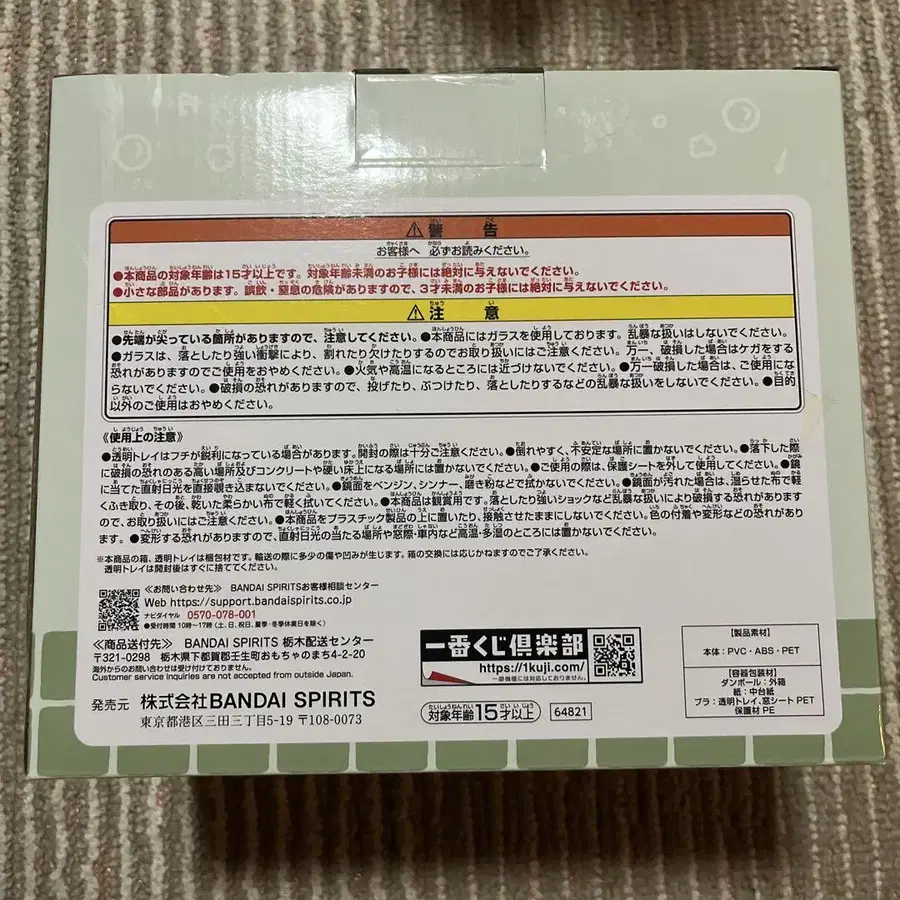 ⚠警告
お客様へ 必ずお読みください。
●本商品の対象年齢は15才以上です。対象年齢未満のお子様には絶対に与えないでください。
●小さな部品があります。誤飲・窒息の危険がありますので、3才未満のお子様には絶対に与えないでください。
⚠注意
●先端が尖っている箇所がありますので、注意してください。●本商品にはガラスを使用しております。乱暴な扱いはしないでください。
●ガラスは、落としたり強い衝撃により、割れたり欠けたりするのでお取り扱いにはご注意ください。万一、破損した場合はケガをする
恐れがありますのでご使用をおやめください。●火気や高温になるところには近づけないでください。●万一破損した場合は、ご使用にな
らないでください。●破損の恐れがありますので、投げたり、ぶつけたり、落としたりするなどの乱暴な扱いをしないでください。●目的
以外のご使用はおやめください。
《使用上の注意》
●透明トレイはフチが鋭利になっている場合があります。開封の際は十分ご注意ください。●倒れやすく、不安定な場所に置かないでください。●落下した際
に破損の恐れのある高い場所及びコンクリートや硬い床上になる場所には置かないでください。●ご使用の際は、保護シートを外して使用してください。●鏡
に当てた直射日光を直接覗き込まないでください。●鏡面をベンジン、シンナー、磨き粉などで拭かないでください。●鏡面が汚れた場合は、湿らせた布で軽
くふき取り、その後、乾いた柔らかい布で軽く拭いてください。●本商品は観賞用です。落としたり強いショックなど乱暴な扱いにより破損する恐れがあります
ので、お取り扱いにはご注意ください。●本商品をプラスチック製品の上に置いたり、接触させたままにしないでください。色の付着や変形などの恐れがあり
ます。●変形する恐れがありますので、直射日光の当たる場所や窓際・車内など高温・多湿のところには置かないでください。
※本商品の箱、透明トレイは梱包材です。輸送の際に多少の傷や凹みが生じます。箱の交換には応じかねますのでご了承ください。
透明トレイは開封後はすぐに捨ててください。
≪お問い合わせ先≫ BANDAI SPIRITSお客様相談センター
Web https://support.bandaispirits.co.jp
ナビダイヤル 0570-078-001
●受付時間 10時〜17時(土、日、祝日、夏季・冬季休業日を除く)
≪商品送付先≫ BANDAI SPIRITS 栃木配送センター
〒321-0298 栃木県下都賀郡壬生町おもちゃのまち4-2-20
海外からのお問い合わせは受け付けておりません。
Customer service inquiries are not accepted from outside Japan.
発売元 株式会社BANDAI SPIRITS
東京都港区三田三丁目5-19 〒108-0073
一番くじ倶楽部
https://1kuji.com/
一部機種には対応しておりません。
対象年齢15才以上
64821
【製品素材】
本体:PVC・ABS・PET
【容器包装材】
ダンボール:外箱
紙:中台紙
プラ:透明トレイ、窓シート PET
保護材 PE